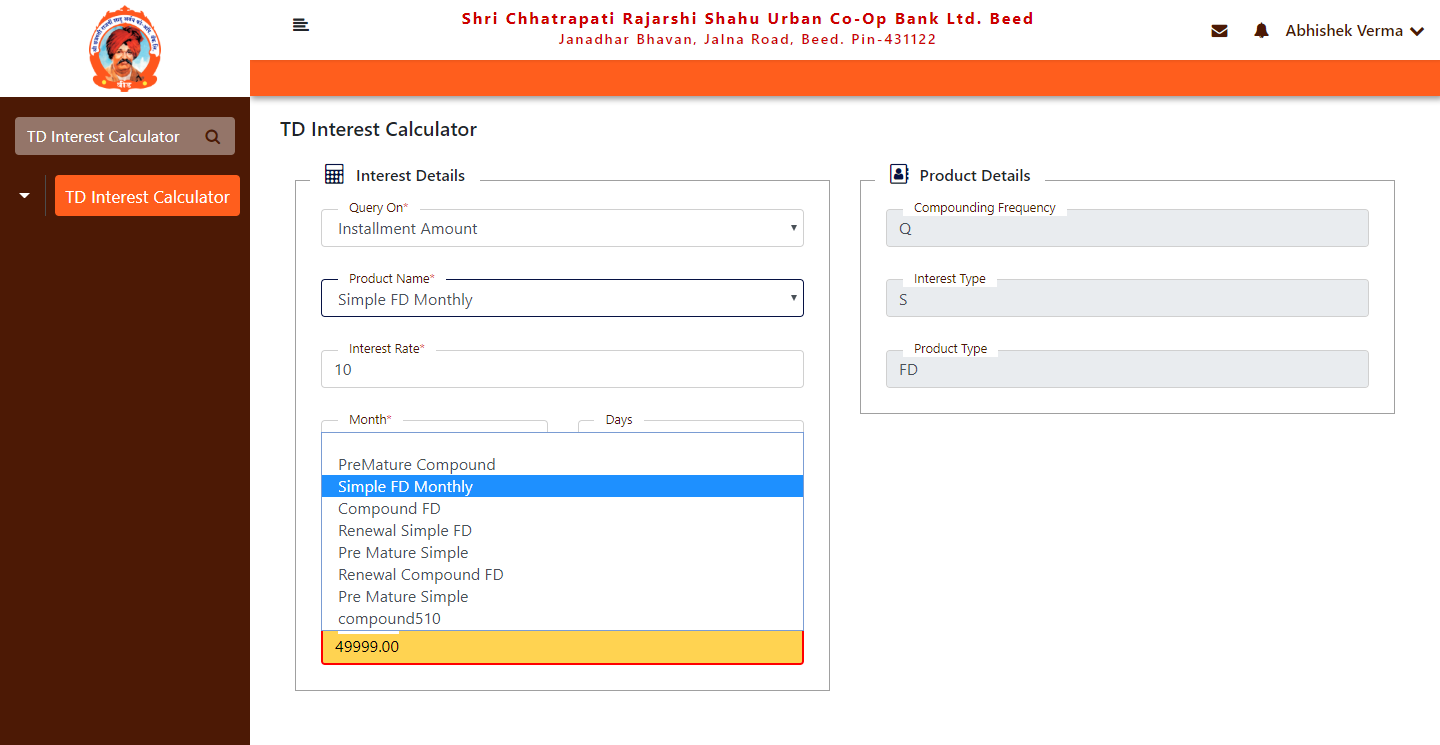 Shri Chhatrapati Rajarshi Shahu Urban Co-Op Bank Ltd. Beed
Janadhar Bhavan, Jalna Road, Beed. Pin-431122
Abhishek Verma
बीड
TD Interest Calculator
TD Interest Calculator
TD Interest Calculator
Interest Details
Query On*
Installment Amount
Product Name*
Simple FD Monthly
Interest Rate*
10
Month*
Days
PreMature Compound
Simple FD Monthly
Compound FD
Renewal Simple FD
Pre Mature Simple
Renewal Compound FD
Pre Mature Simple
compound510
49999.00
Product Details
Compounding Frequency
Q
Interest Type
S
Product Type
FD